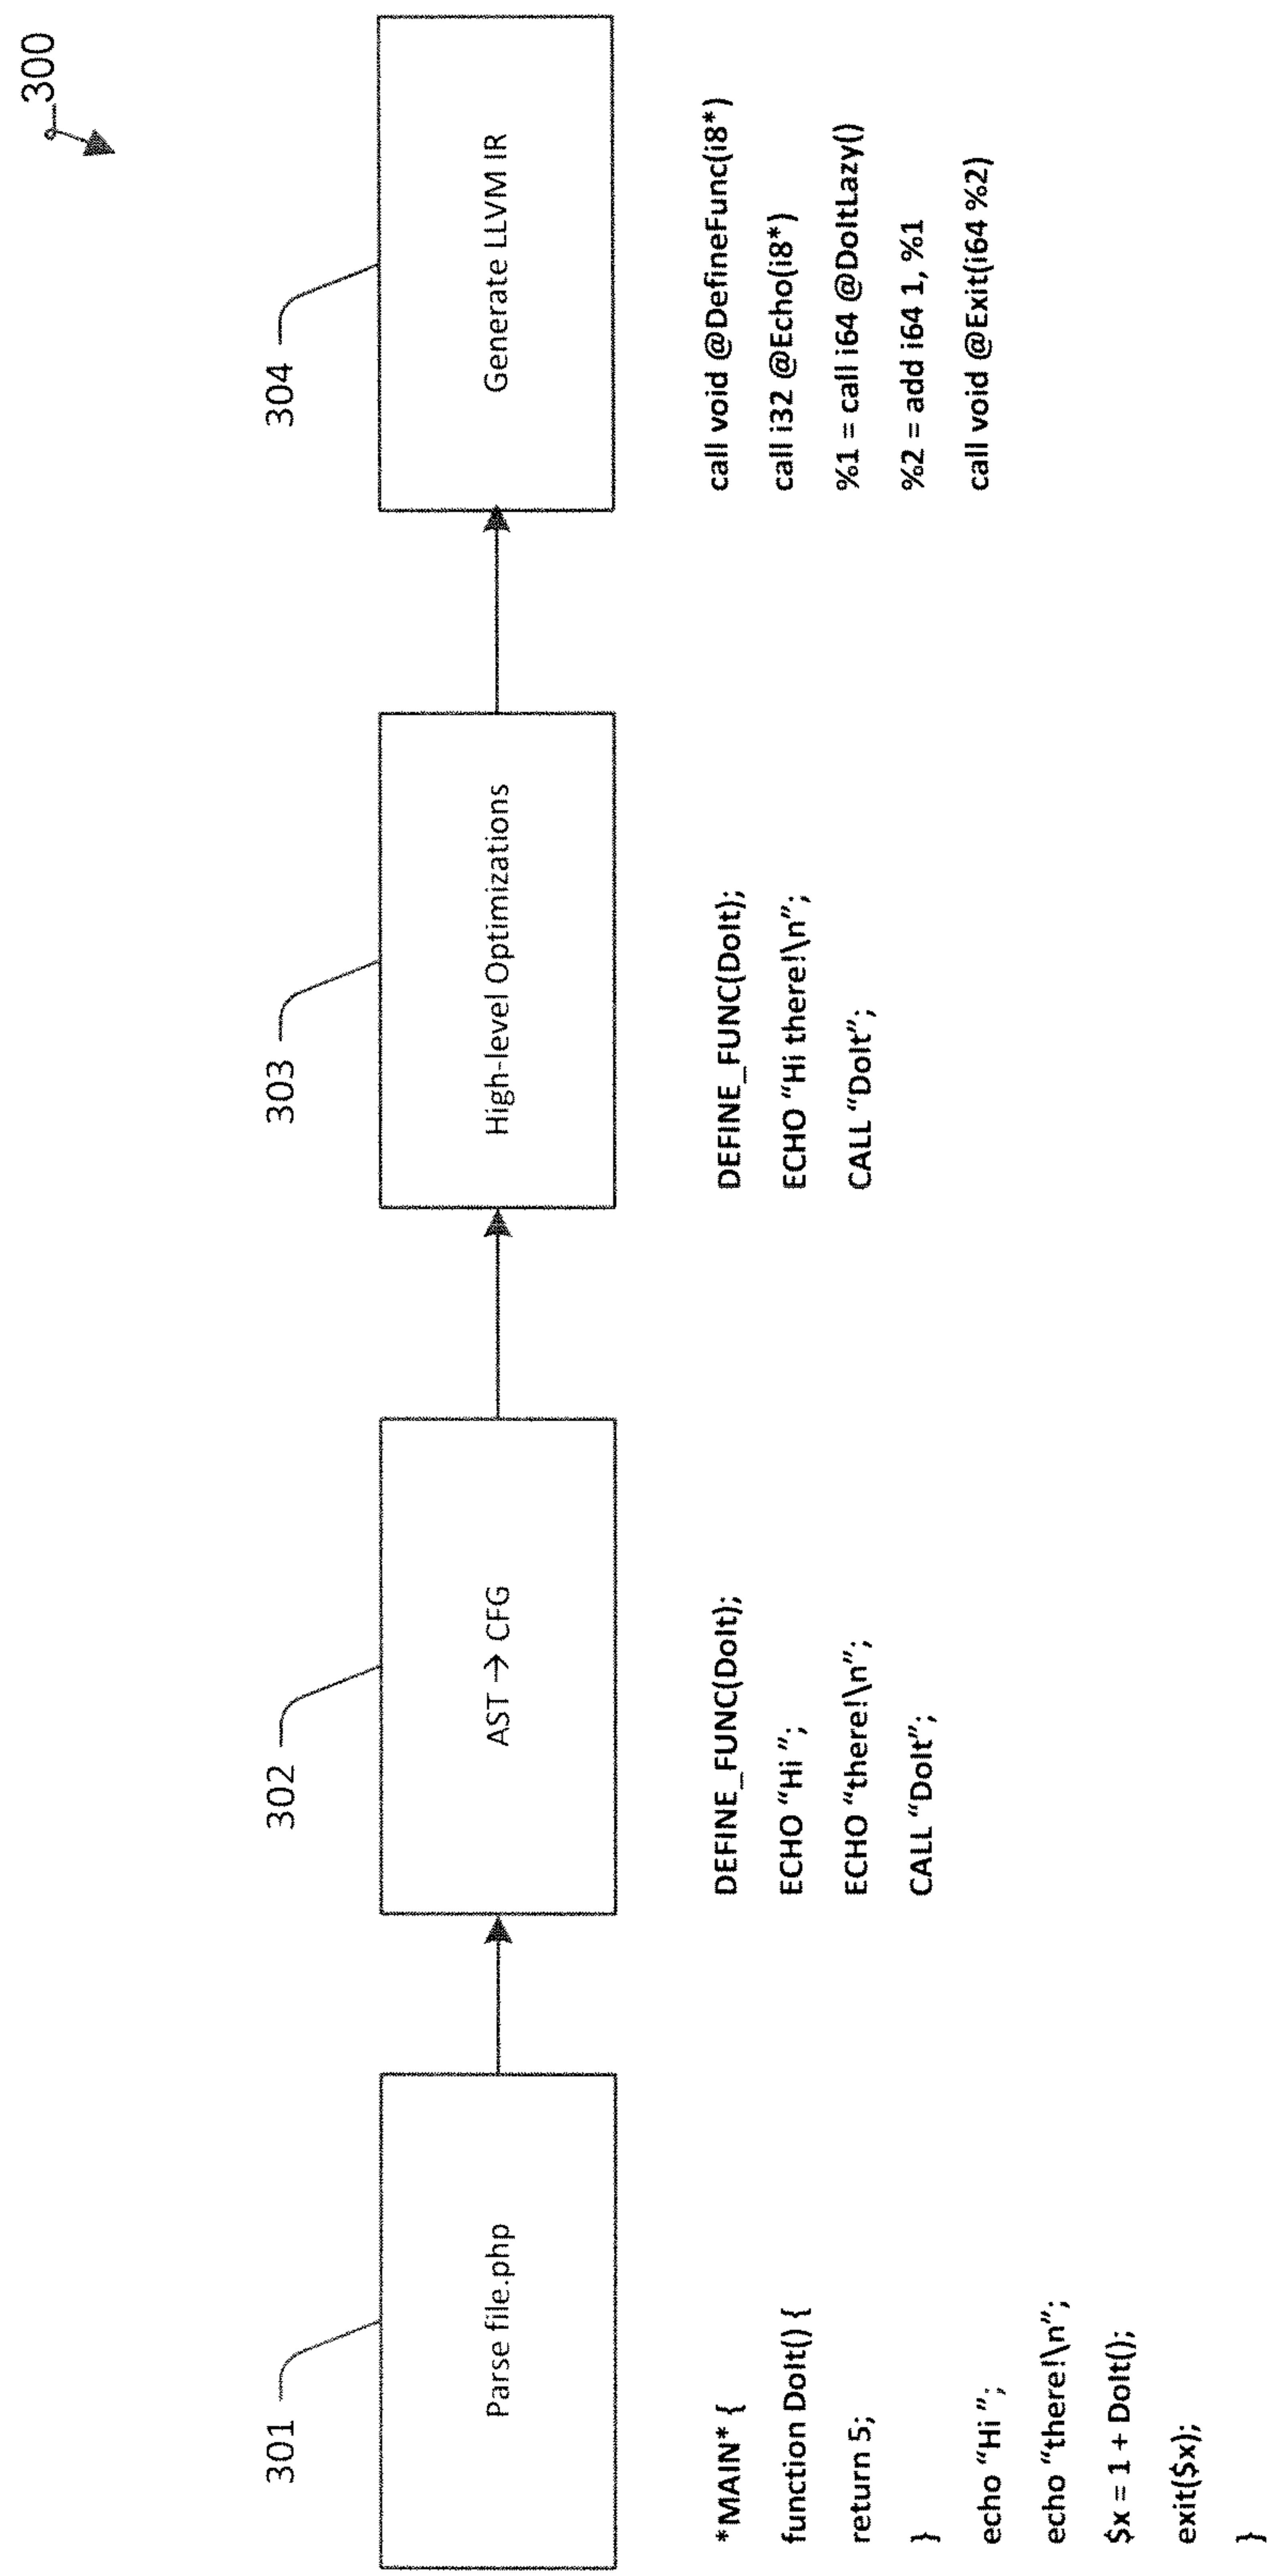 300
301
Parse file.php
*MAIN* {
function DoIt() {
return 5;
}
echo “Hi ”;
echo “there!\n”;
$x = 1 + DoIt();
exit($x);
}
302
AST → CFG
DEFINE_FUNC(DoIt);
ECHO “Hi ”;
ECHO “there!\n”;
CALL “DoIt”;
303
High-level Optimizations
DEFINE_FUNC(DoIt);
ECHO “Hi there!\n”;
CALL “DoIt”;
304
Generate LLVM IR
call void @DefineFunc(i8*)
call i32 @Echo(i8*)
%1 = call i64 @DoItLazy()
%2 = add i64 1, %1
call void @Exit(i64 %2)